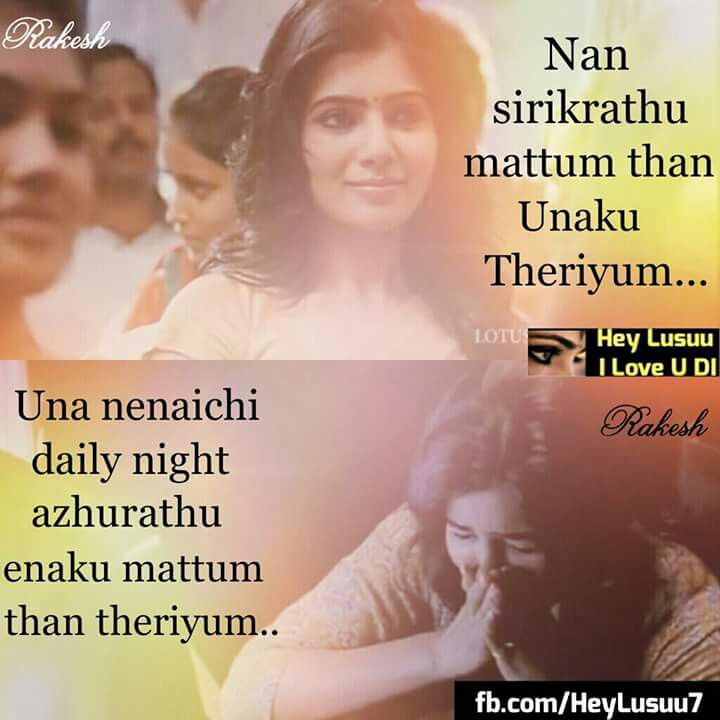 Rakesh
Nan
sirikrathu
mattum than
Unaku
Theriyum...
LOTUS
Hey Lusuu
I Love U DI
Una nenaichi
daily night
azhurathu
enaku mattum
than theriyum..
Rakesh
fb.com/HeyLusuu7